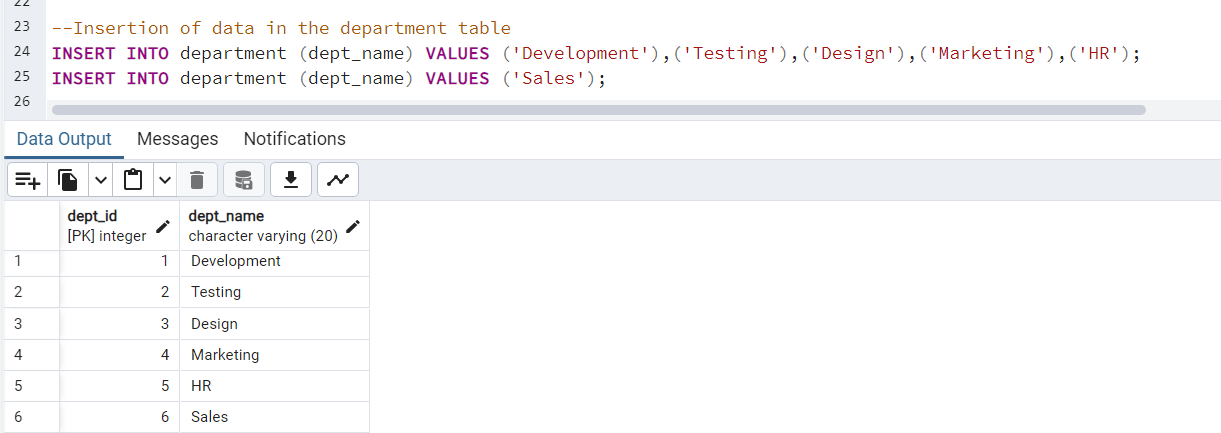 22
23 --Insertion of data in the department table
24 INSERT INTO department (dept_name) VALUES ('Development'),('Testing'),('Design'),('Marketing'),('HR');
25 INSERT INTO department (dept_name) VALUES ('Sales');
26
Data Output Messages Notifications
dept_id dept_name
[PK] integer character varying (20)
1 1 Development
2 2 Testing
3 3 Design
4 4 Marketing
5 5 HR
6 6 Sales